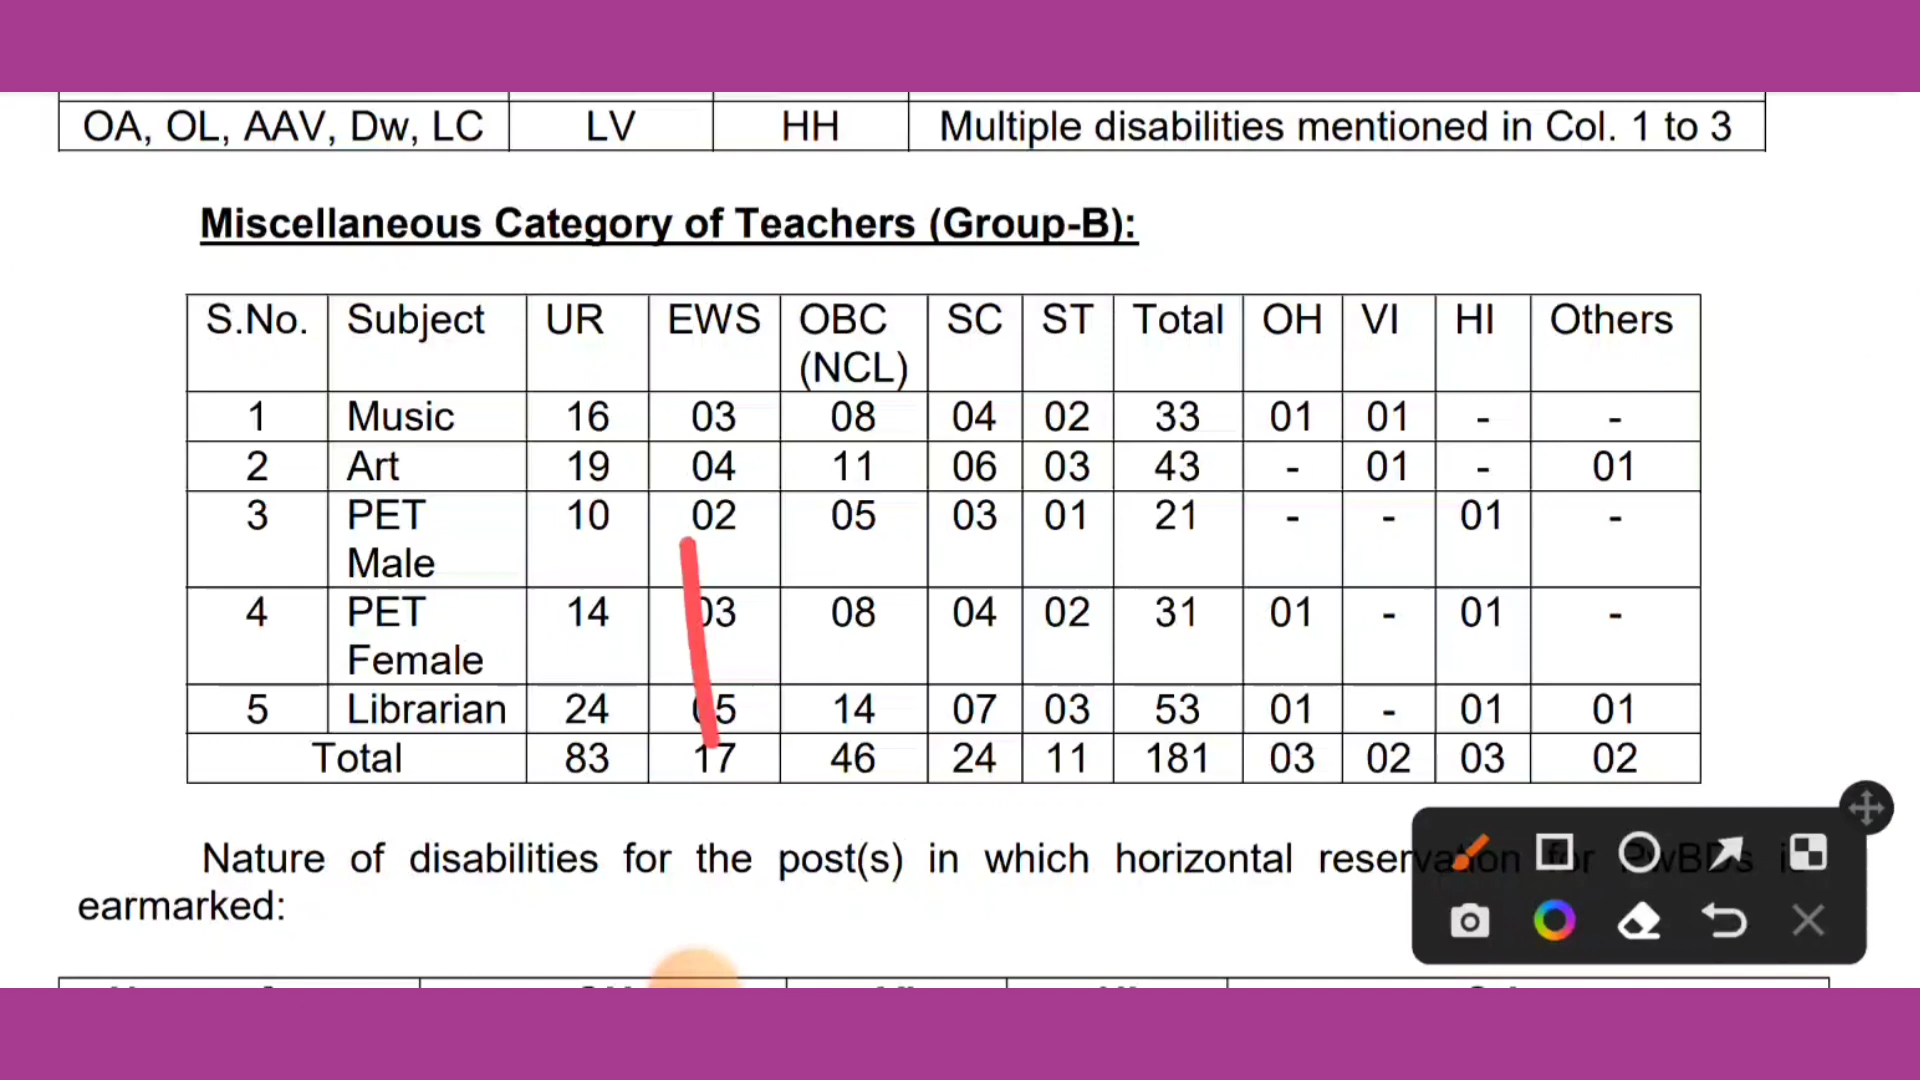 OA, OL, AAV, Dw, LC LV HH Multiple disabilities mentioned in Col. 1 to 3
Miscellaneous Category of Teachers (Group-B):
S.No. Subject UR EWS OBC (NCL) SC ST Total OH VI HI Others
1 Music 16 03 08 04 02 33 01 01 - -
2 Art 19 04 11 06 03 43 - 01 - 01
3 PET Male 10 02 05 03 01 21 - - 01 -
4 PET Female 14 03 08 04 02 31 01 - 01 -
5 Librarian 24 05 14 07 03 53 01 - 01 01
Total 83 17 46 24 11 181 03 02 03 02
Nature of disabilities for the post(s) in which horizontal reservation for PwBDs
earmarked: